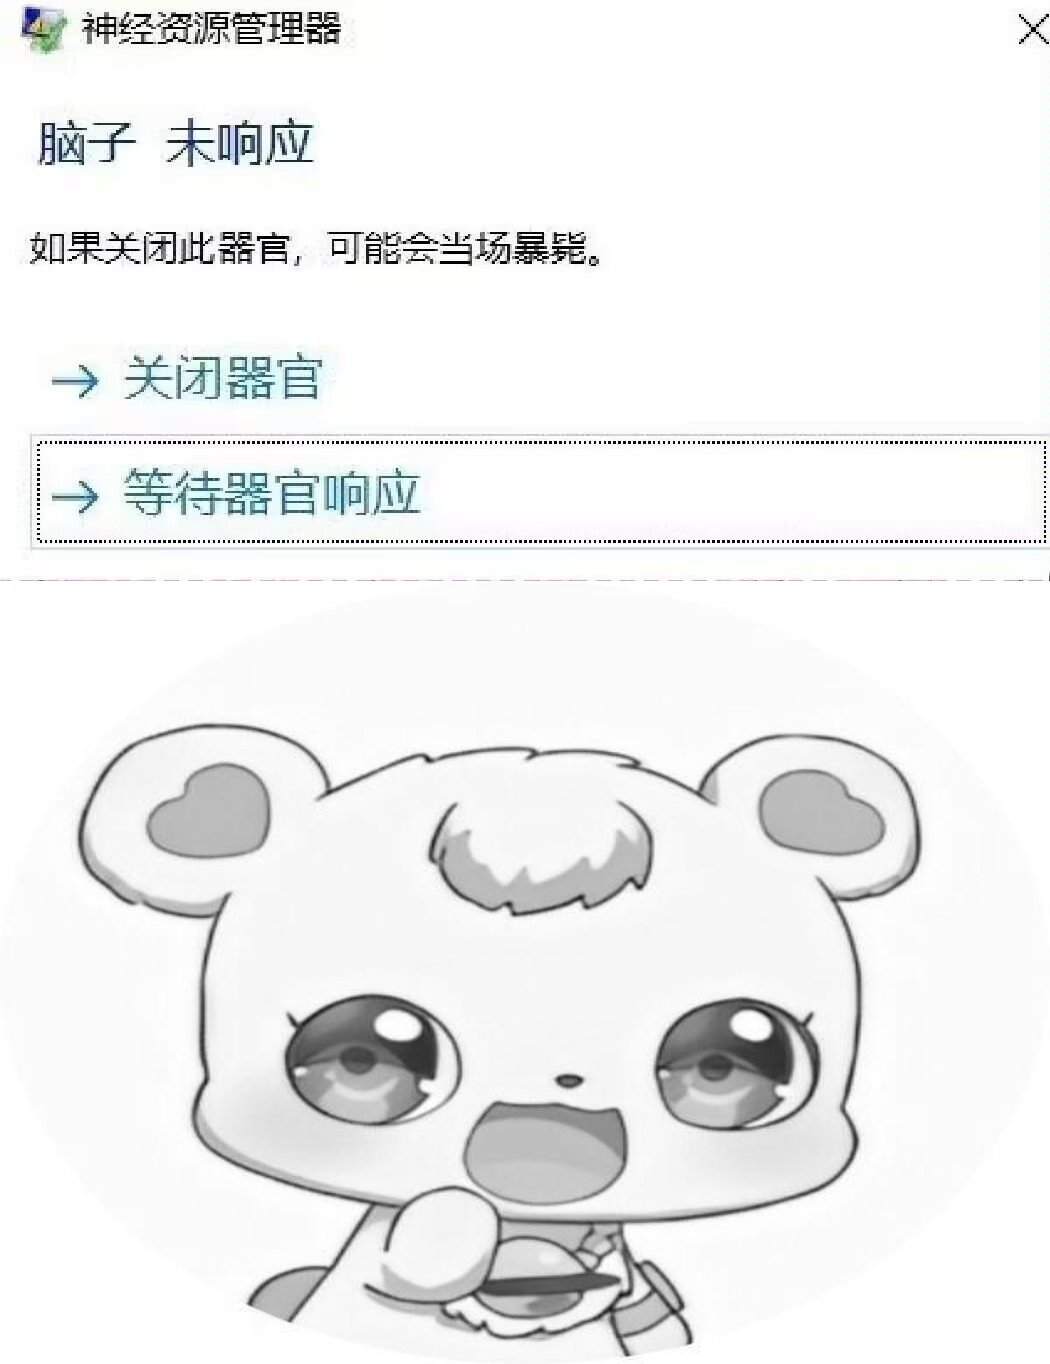 神经资源管理器
脑子 未响应
如果关闭此器官，可能会当场暴毙。
→ 关闭器官
→ 等待器官响应